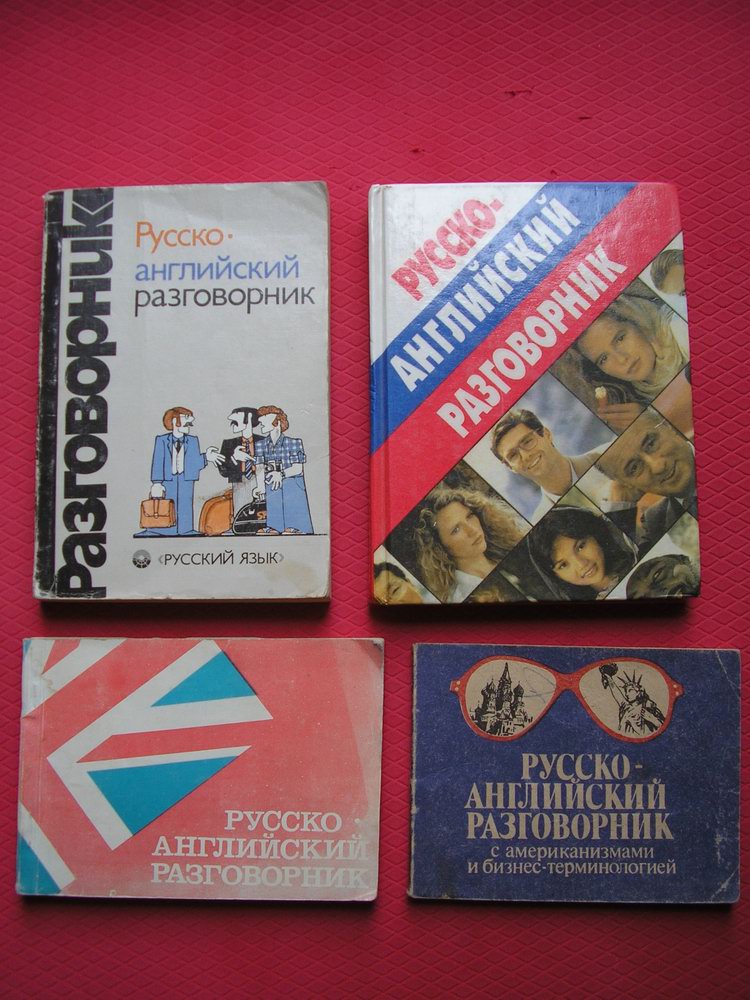 Разговорник
Русско-
английский
разговорник
«РУССКИЙ ЯЗЫК»
РУССКО-
АНГЛИЙСКИЙ
РАЗГОВОРНИК
РУССКО-
АНГЛИЙСКИЙ
РАЗГОВОРНИК
РУССКО-
АНГЛИЙСКИЙ
РАЗГОВОРНИК
с американизмами
и бизнес-терминологией